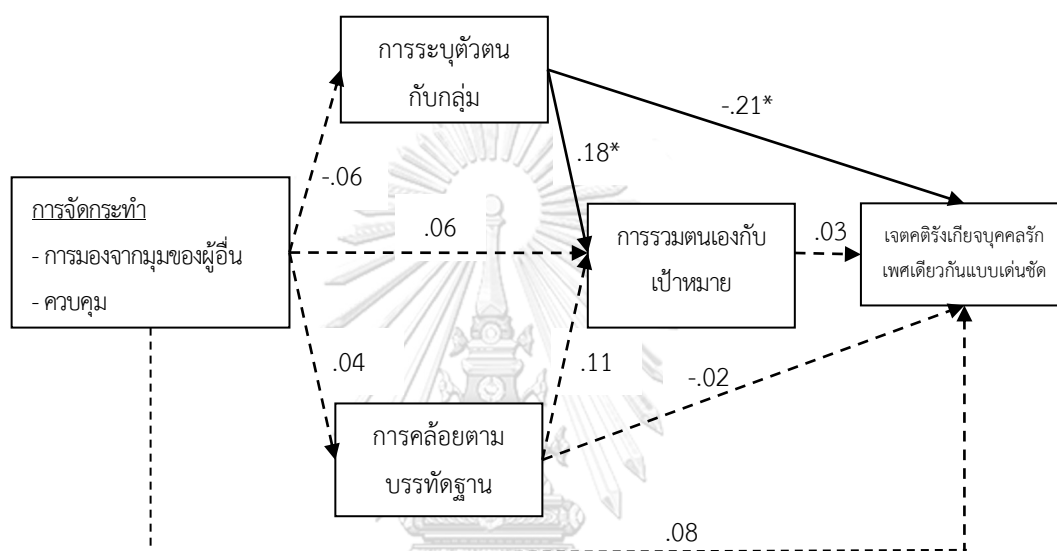 การระบุตัวตน
กับกลุ่ม
-.21*
.18*
-.06
การจัดกระทำ
- การมองจากมุมของผู้อื่น
- ควบคุม
.06
การรวมตนเองกับ
เป้าหมาย
.03
เจตคติรังเกียจบุคคลรัก
เพศเดียวกันแบบเด่นชัด
.04
.11
-.02
การคล้อยตาม
บรรทัดฐาน
.08